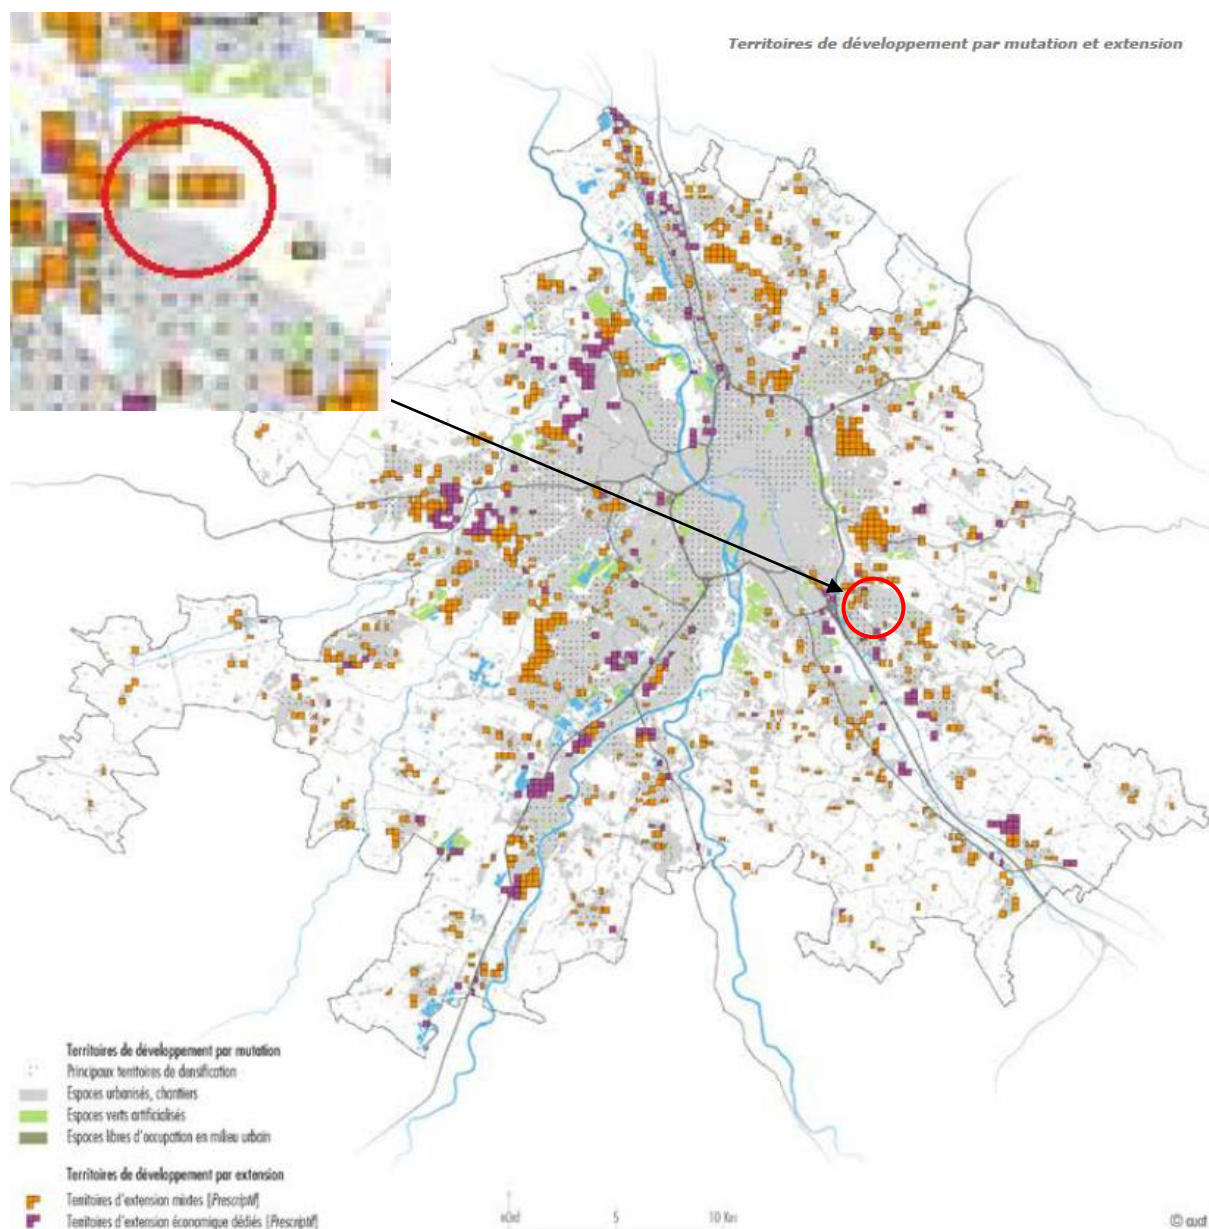 Territoires de développement par mutation et extension
Territoires de développement par mutation
Principaux territoires de densification
Espaces urbanisés, chantiers
Espaces verts artificialisés
Espaces libres d'occupation en milieu urbain
Territoires de développement par extension
Territoires d'extension mixtes [Prescriptif]
Territoires d'extension économique dédiés [Prescriptif]
5 10 Km
© auat